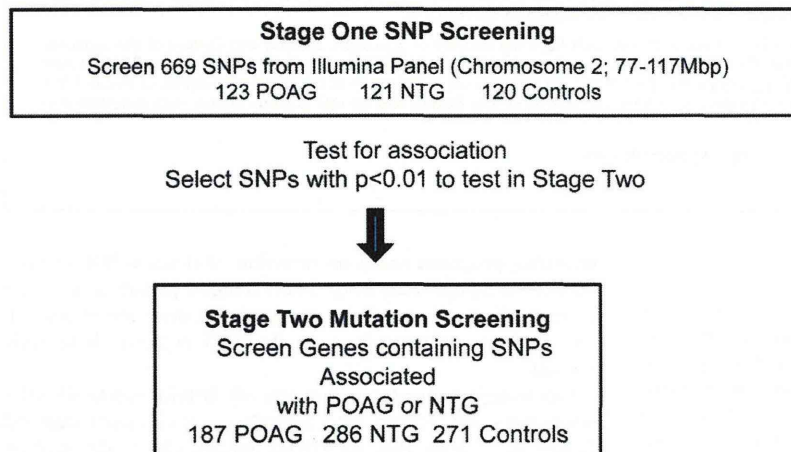 Stage One SNP Screening
Screen 669 SNPs from Illumina Panel (Chromosome 2; 77-117Mbp)
123 POAG 121 NTG 120 Controls
Test for association
Select SNPs with p<0.01 to test in Stage Two
Stage Two Mutation Screening
Screen Genes containing SNPs
Associated
with POAG or NTG
187 POAG 286 NTG 271 Controls